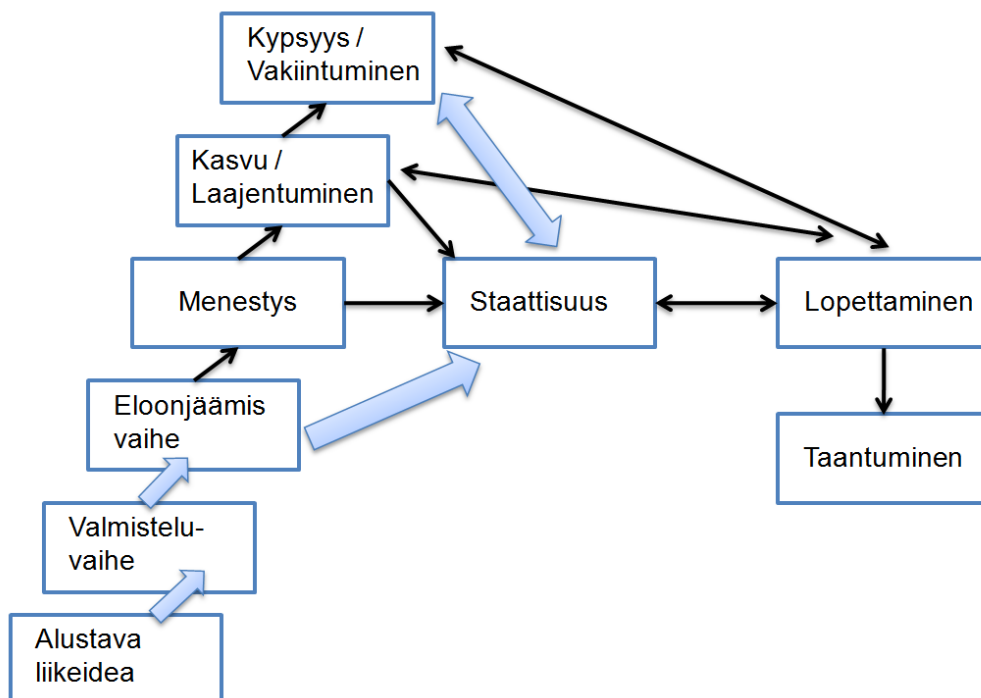 Kypsyys /
Vakiintuminen
Kasvu /
Laajentuminen
Menestys
Staattisuus
Lopettaminen
Eloonjäämis
vaihe
Taantuminen
Valmistelu-
vaihe
Alustava
liikeidea